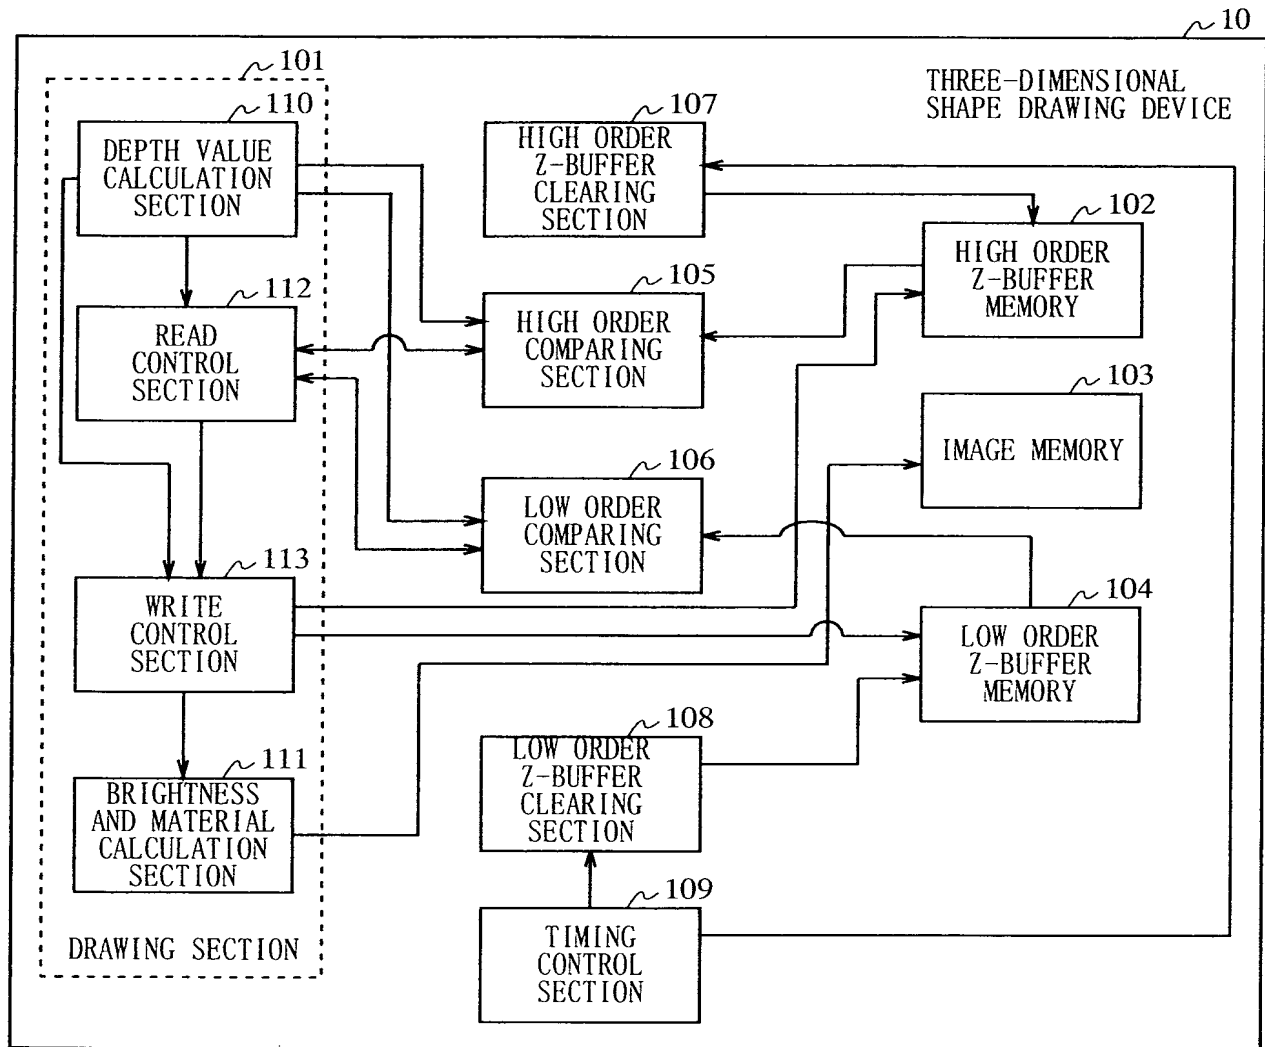 10
THREE-DIMENSIONAL
SHAPE DRAWING DEVICE
101
110
DEPTH VALUE
CALCULATION
SECTION
107
HIGH ORDER
Z-BUFFER
CLEARING
SECTION
102
HIGH ORDER
Z-BUFFER
MEMORY
112
READ
CONTROL
SECTION
105
HIGH ORDER
COMPARING
SECTION
103
IMAGE MEMORY
106
LOW ORDER
COMPARING
SECTION
113
WRITE
CONTROL
SECTION
104
LOW ORDER
Z-BUFFER
MEMORY
111
BRIGHTNESS
AND MATERIAL
CALCULATION
SECTION
108
LOW ORDER
Z-BUFFER
CLEARING
SECTION
109
TIMING
CONTROL
SECTION
DRAWING SECTION